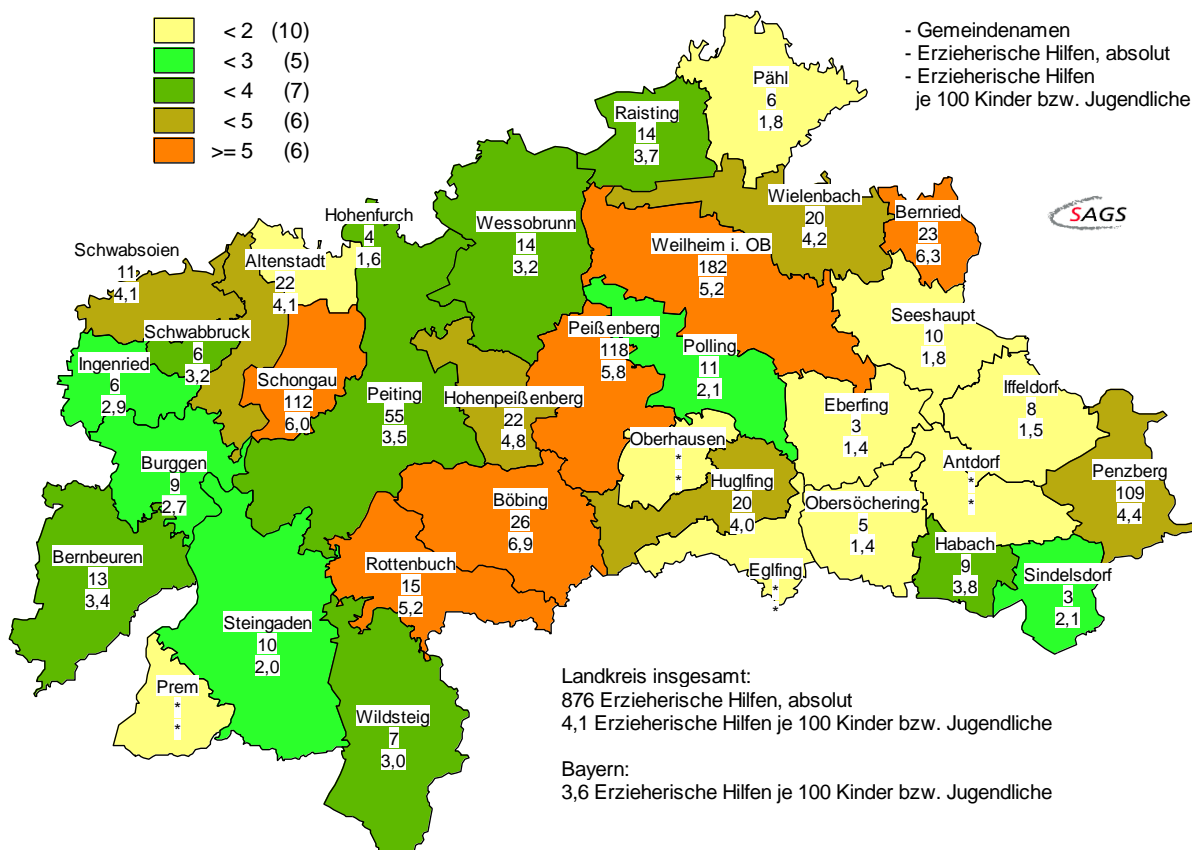 < 2 (10)
< 3 (5)
< 4 (7)
< 5 (6)
>= 5 (6)
- Gemeindenamen
- Erzieherische Hilfen, absolut
- Erzieherische Hilfen
je 100 Kinder bzw. Jugendliche
SAGS
Pähl
6
1,8
Raisting
14
3,7
Wielenbach
20
4,2
Bernried
23
6,3
Hohenfurch
4
1,6
Wessobrunn
14
3,2
Weilheim i. OB
182
5,2
Schwabsoien
11
4,1
Altenstadt
22
4,1
Seeshaupt
10
1,8
Schwabbruck
6
3,2
Peißenberg
118
5,8
Polling
11
2,1
Ingenried
6
2,9
Schongau
112
6,0
Peiting
55
3,5
Hohenpeißenberg
22
4,8
Eberfing
3
1,4
Iffeldorf
8
1,5
Oberhausen
*
*
Burggen
9
2,7
Huglfing
20
4,0
Antdorf
*
*
Penzberg
109
4,4
Böbing
26
6,9
Obersöchering
5
1,4
Bernbeuren
13
3,4
Rottenbuch
15
5,2
Habach
9
3,8
Eglfing
*
*
Sindelsdorf
3
2,1
Steingaden
10
2,0
Prem
*
*
Wildsteig
7
3,0
Landkreis insgesamt:
876 Erzieherische Hilfen, absolut
4,1 Erzieherische Hilfen je 100 Kinder bzw. Jugendliche
Bayern:
3,6 Erzieherische Hilfen je 100 Kinder bzw. Jugendliche